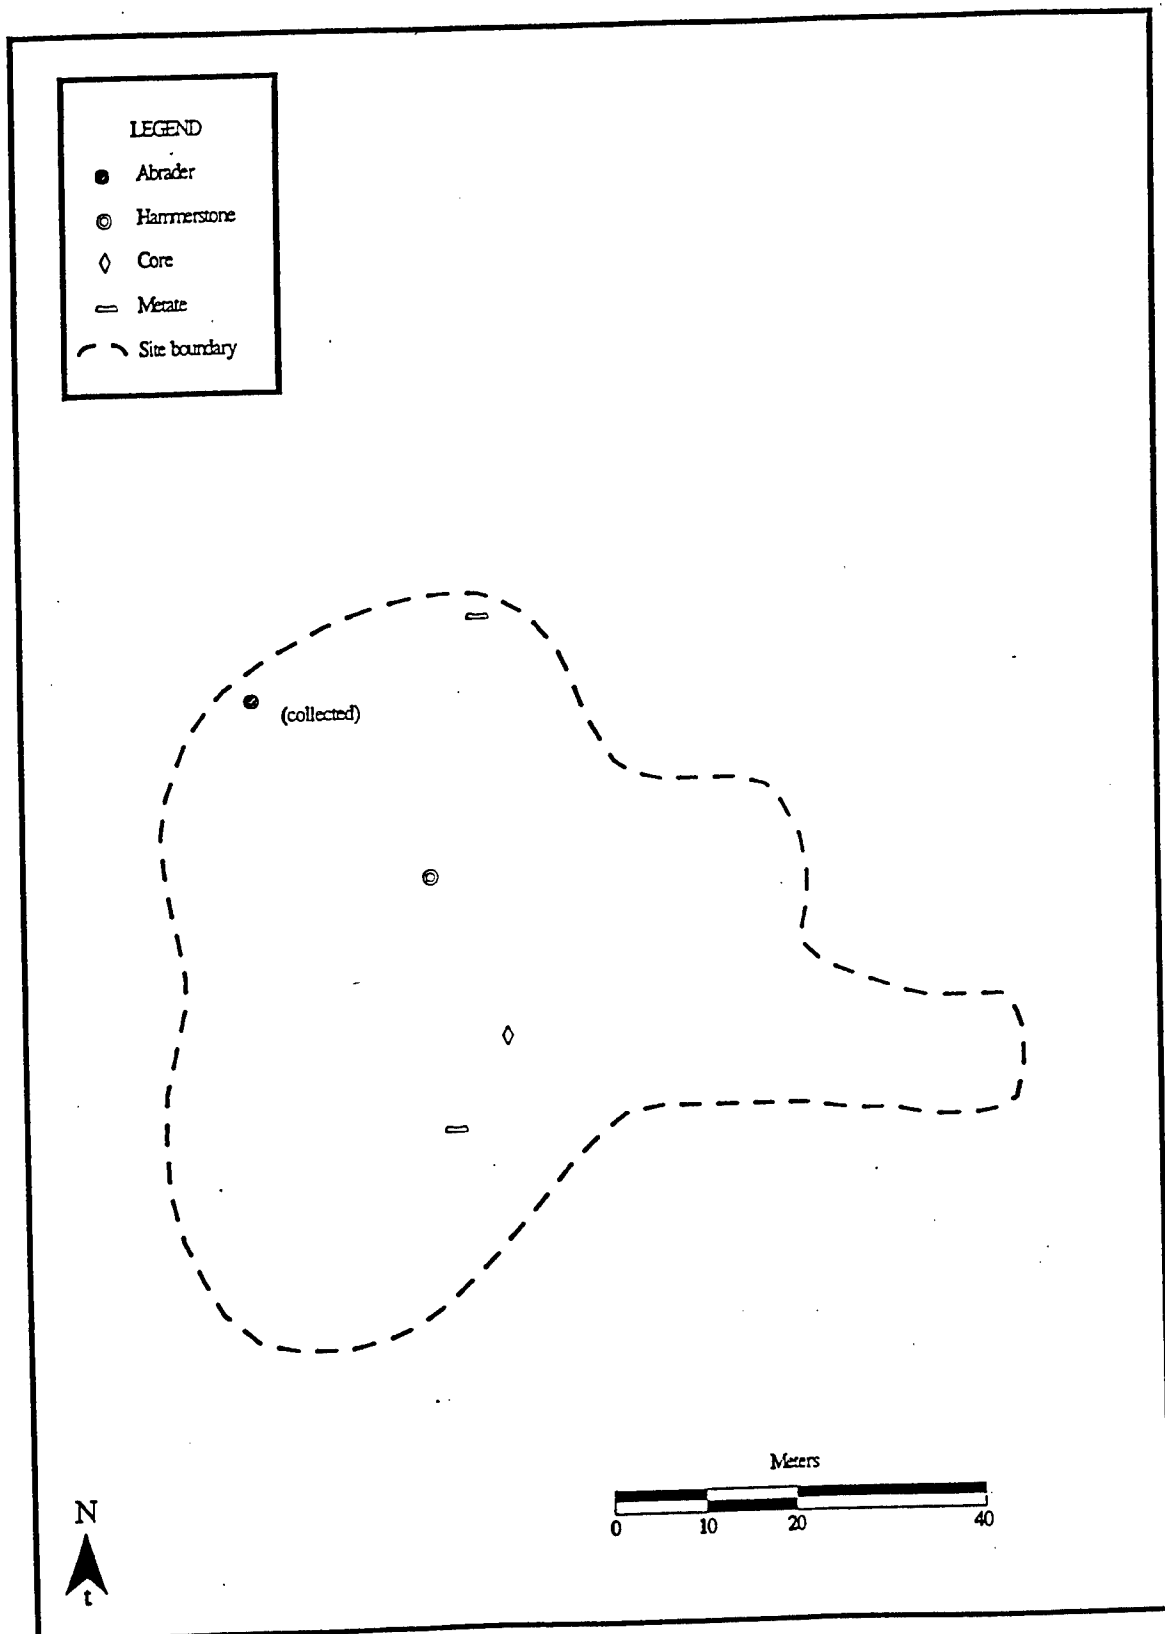 LEGEND
Abrader
Hammerstone
Core
Metate
Site boundary
(collected)
Meters
0 10 20 40
N
t